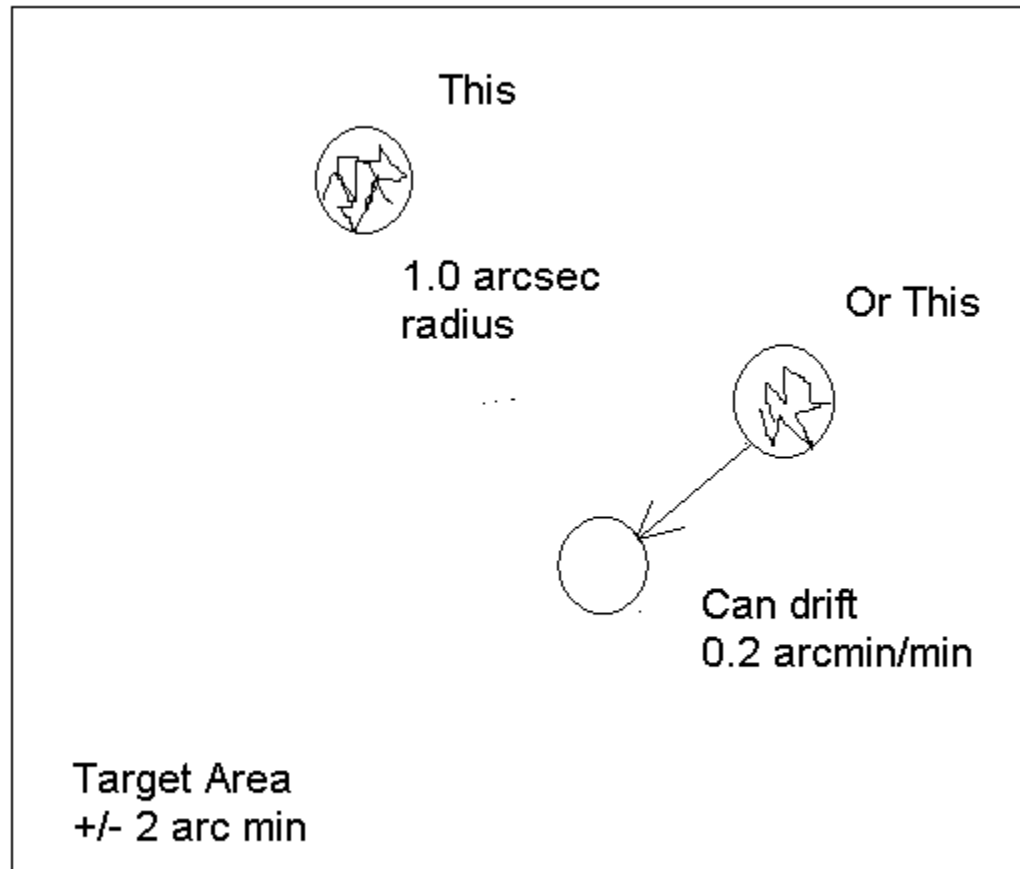 This
1.0 arcsec
radius
Or This
Can drift
0.2 arcmin/min
Target Area
+/- 2 arc min